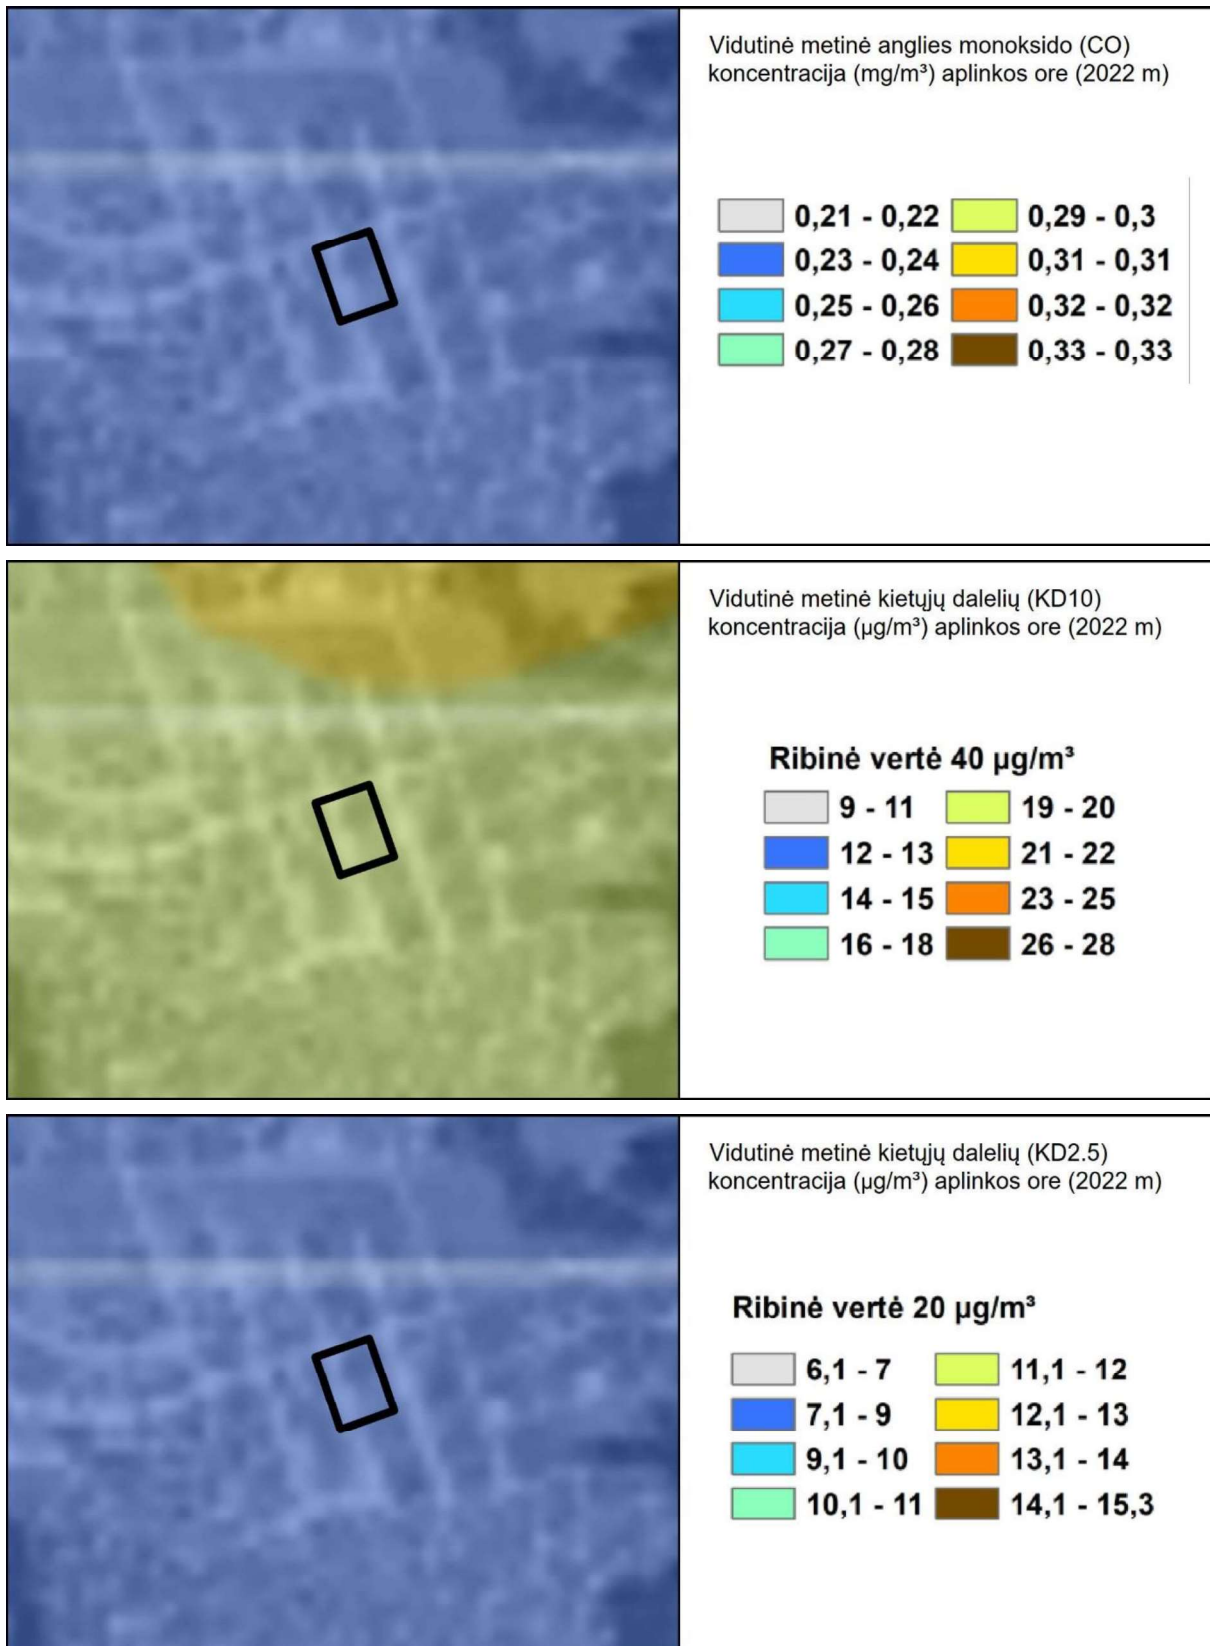 Vidutinė metinė anglies monoksido (CO)
koncentracija (mg/m³) aplinkos ore (2022 m)
0,21 - 0,22 0,29 - 0,3
0,23 - 0,24 0,31 - 0,31
0,25 - 0,26 0,32 - 0,32
0,27 - 0,28 0,33 - 0,33
Vidutinė metinė kietųjų dalelių (KD10)
koncentracija (µg/m³) aplinkos ore (2022 m)
Ribinė vertė 40 µg/m³
9 - 11 19 - 20
12 - 13 21 - 22
14 - 15 23 - 25
16 - 18 26 - 28
Vidutinė metinė kietųjų dalelių (KD2.5)
koncentracija (µg/m³) aplinkos ore (2022 m)
Ribinė vertė 20 µg/m³
6,1 - 7 11,1 - 12
7,1 - 9 12,1 - 13
9,1 - 10 13,1 - 14
10,1 - 11 14,1 - 15,3